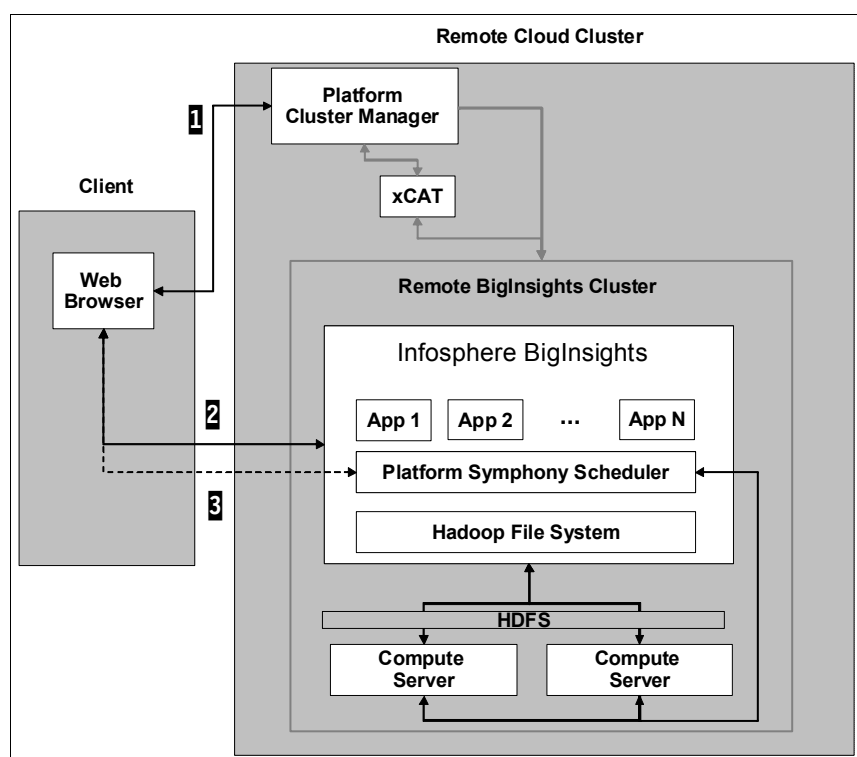 Remote Cloud Cluster
Platform
Cluster Manager
1
xCAT
Client
Web
Browser
Remote BigInsights Cluster
Infosphere BigInsights
App 1
App 2
...
App N
2
Platform Symphony Scheduler
3
Hadoop File System
HDFS
Compute
Server
Compute
Server